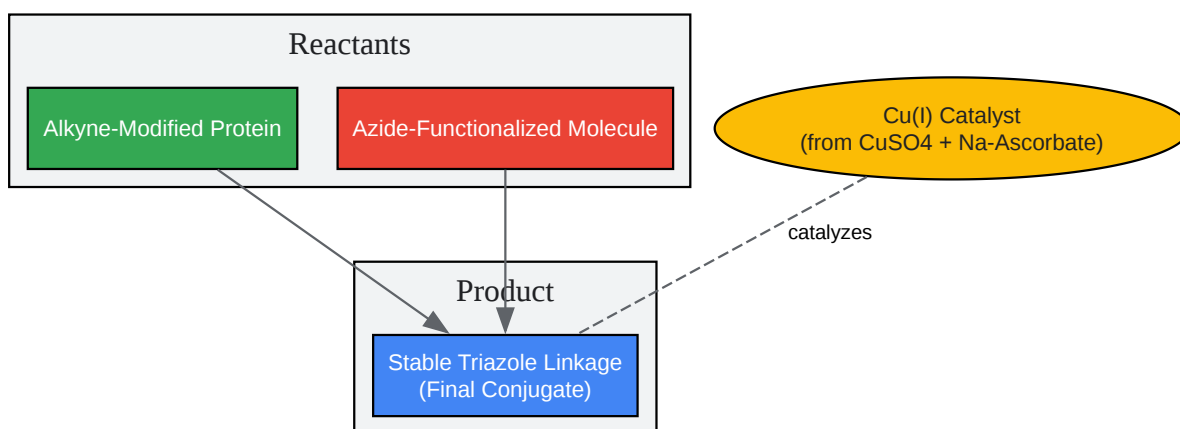 Reactants
Alkyne-Modified Protein
Azide-Functionalized Molecule
Cu(I) Catalyst
(from CuSO4 + Na-Ascorbate)
catalyzes
Product
Stable Triazole Linkage
(Final Conjugate)